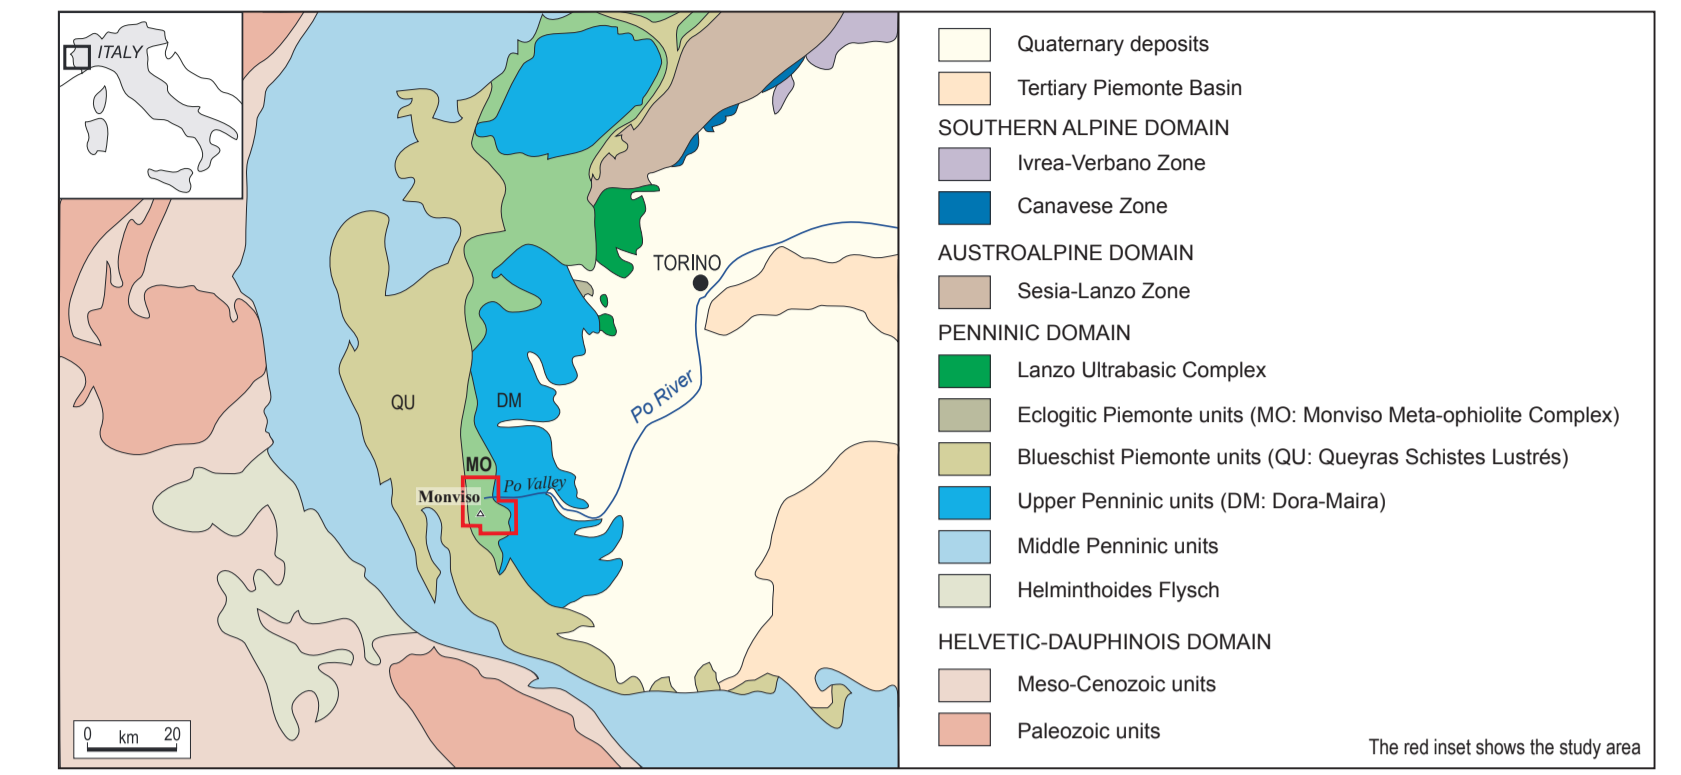 ITALY
TORINO
Po River
QU
DM
MO
Monviso
Po Valley
0 km 20
Quaternary deposits
Tertiary Piemonte Basin
SOUTHERN ALPINE DOMAIN
Ivrea-Verbano Zone
Canavese Zone
AUSTROALPINE DOMAIN
Sesia-Lanzo Zone
PENNINIC DOMAIN
Lanzo Ultrabasic Complex
Eclogitic Piemonte units (MO: Monviso Meta-ophiolite Complex)
Blueschist Piemonte units (QU: Queyras Schistes Lustrés)
Upper Penninic units (DM: Dora-Maira)
Middle Penninic units
Helminthoides Flysch
HELVETIC-DAUPHINOIS DOMAIN
Meso-Cenozoic units
Paleozoic units
The red inset shows the study area